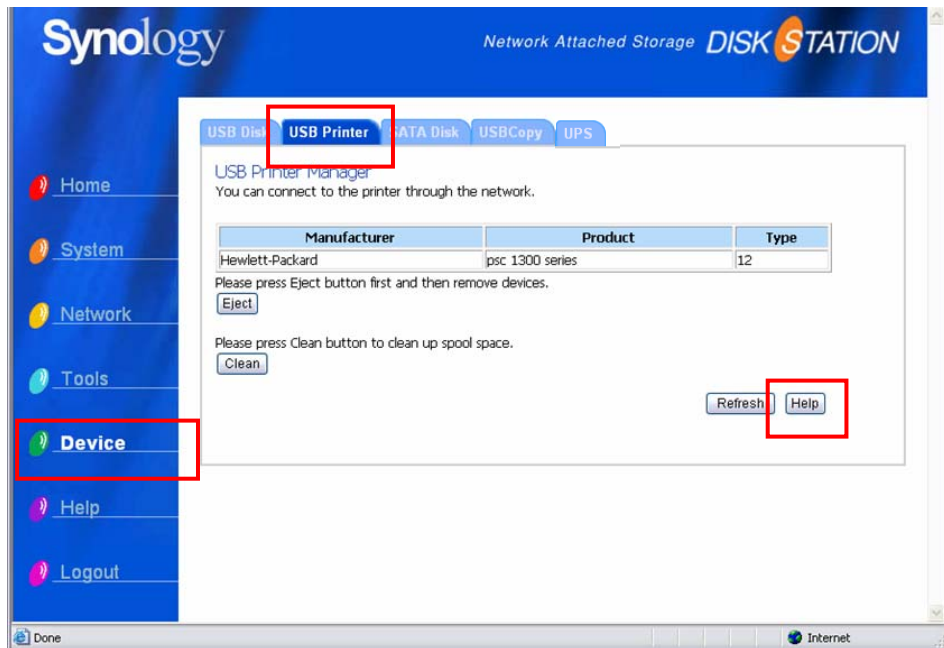 Synology
Network Attached Storage DISK STATION
USB Disk USB Printer SATA Disk USBCopy UPS
USB Printer Manager
You can connect to the printer through the network.
Manufacturer Product Type
Hewlett-Packard psc 1300 series 12
Please press Eject button first and then remove devices.
Eject
Please press Clean button to clean up spool space.
Clean
Refresh Help
Home
System
Network
Tools
Device
Help
Logout
Done Internet